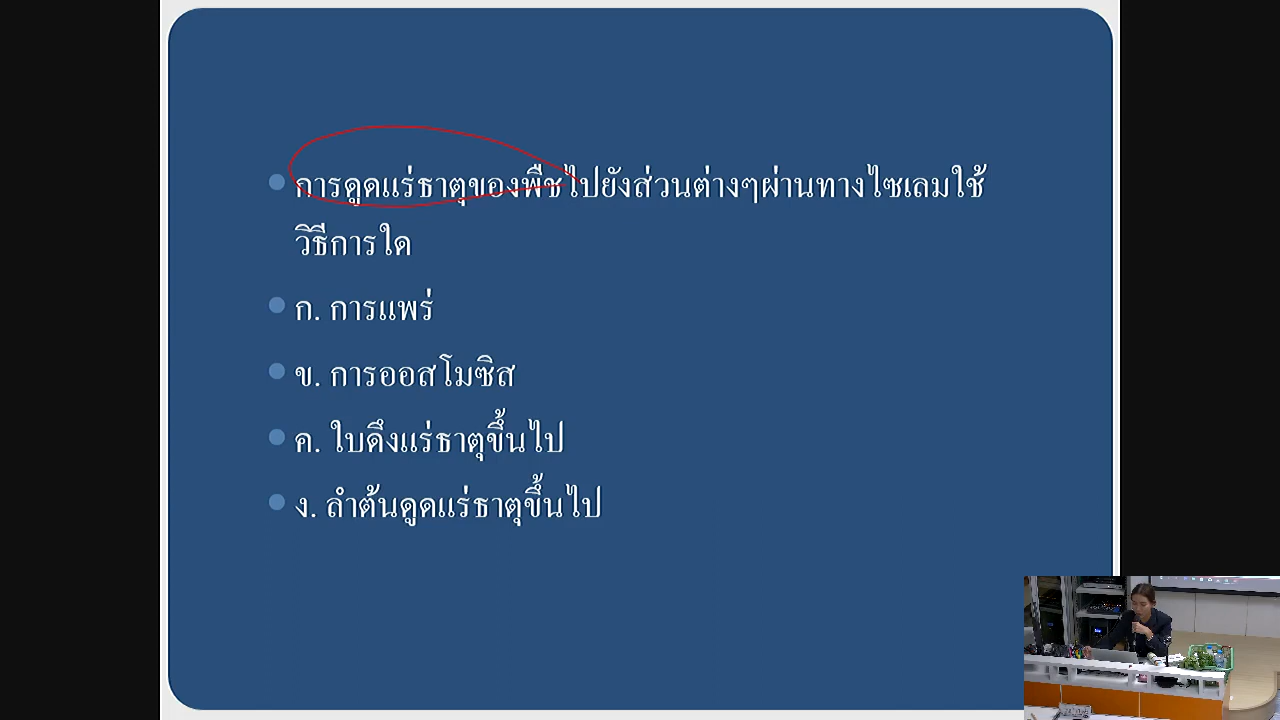 การดูดแร่ธาตุของพืชไปยังส่วนต่างๆผ่านทางไซเลมใช้
วิธีการใด
ก. การแพร่
ข. การออสโมซิส
ค. ใบดึงแร่ธาตุขึ้นไป
ง. ลำต้นดูดแร่ธาตุขึ้นไป